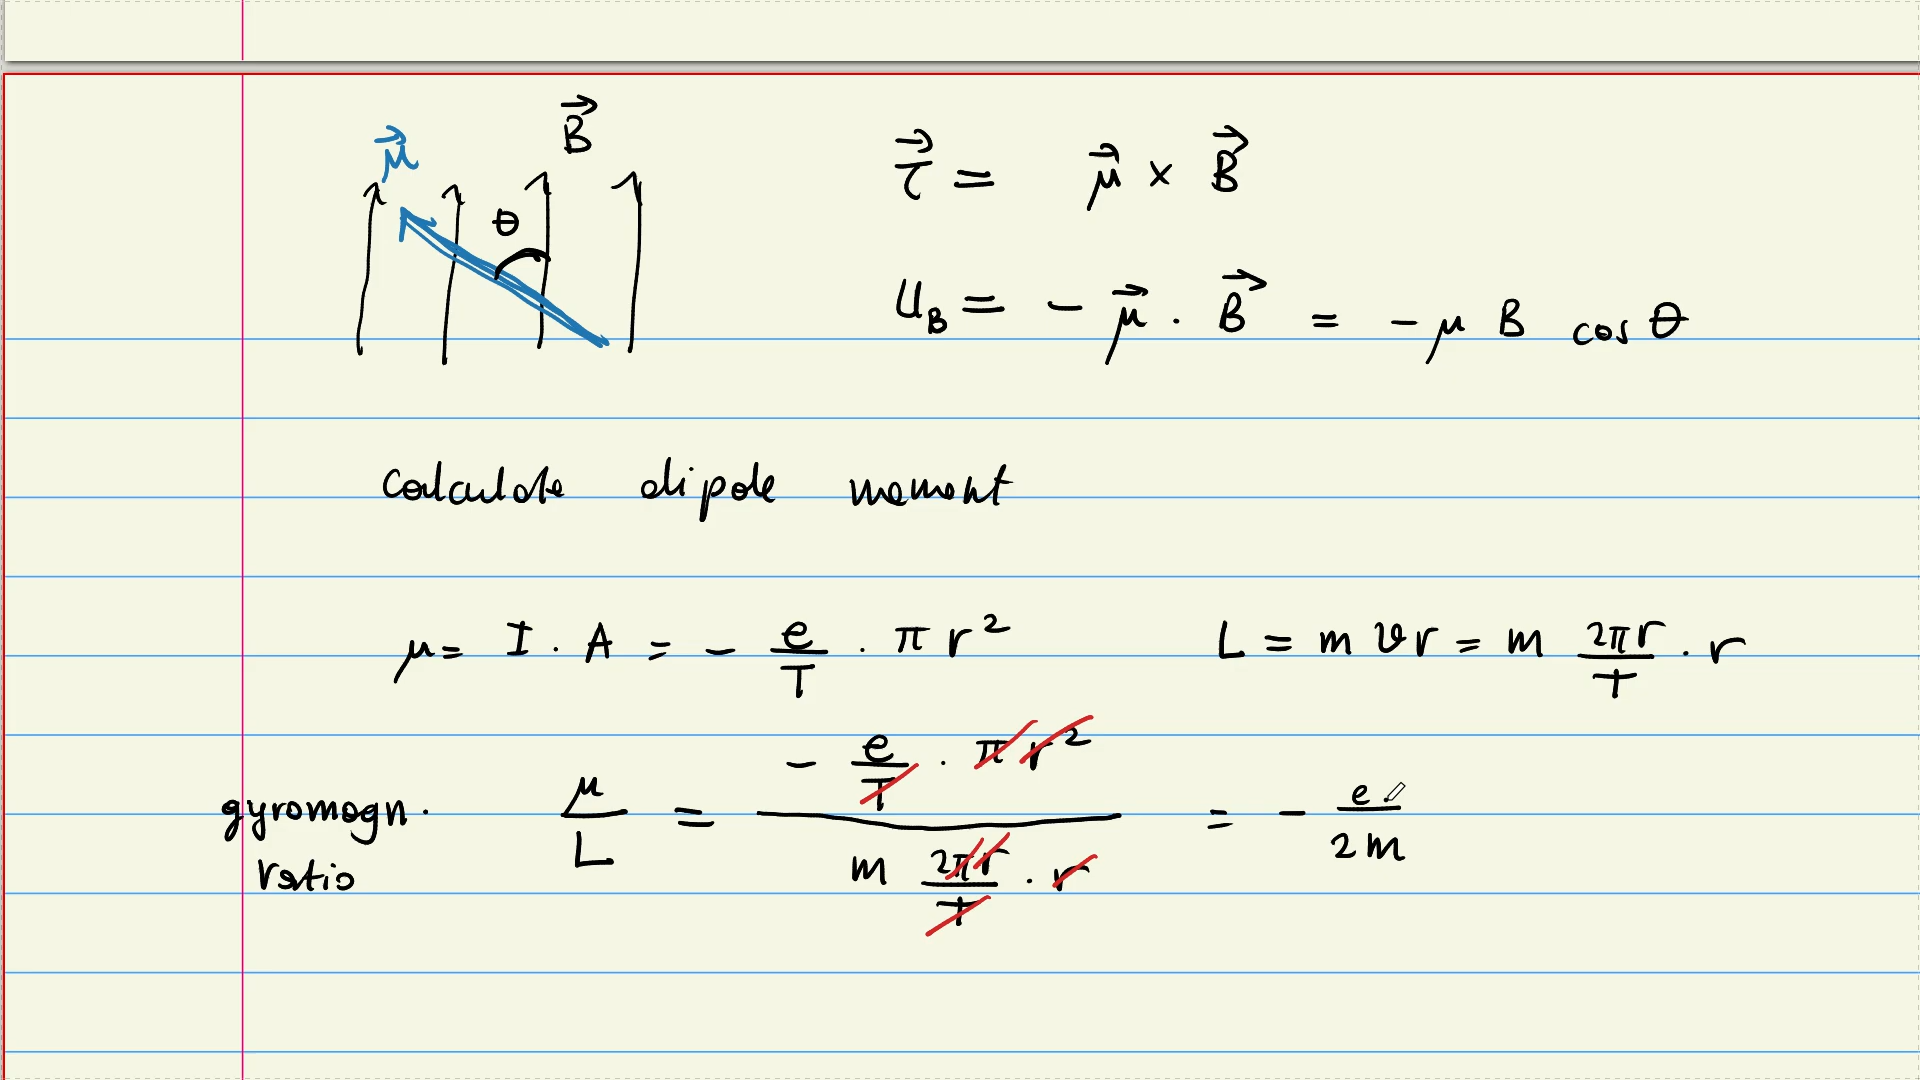 μ⃗ B⃗
θ
τ⃗ = μ⃗ × B⃗
U_B = - μ⃗ · B⃗ = - μ B cos θ
calculate dipole moment
μ = I · A = - e/T · π r² L = m v r = m 2πr/T · r
gyromagn. ratio μ/L = (- e/T · π r²)/(m 2πr/T · r) = - e/2m